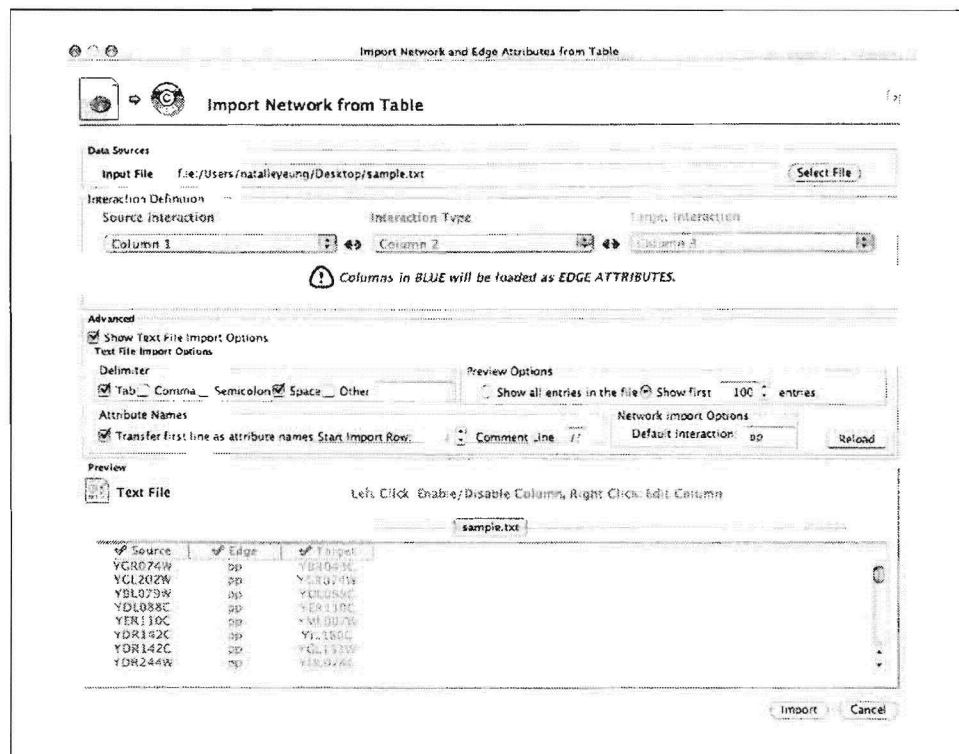 Import Network and Edge Attributes from Table
Import Network from Table
Data Sources
Input File file:/Users/natalieyeung/Desktop/sample.txt Select File
Interaction Definition
Source Interaction Interaction Type Target Interaction
Column 1 Column 2 Column 3
Columns in BLUE will be loaded as EDGE ATTRIBUTES.
Advanced
Show Text File Import Options
Text File Import Options
Delimiter Preview Options
Tab Comma Semicolon Space Other Show all entries in the file Show first 100 entries
Attribute Names Network Import Options
Transfer first line as attribute names Start Import Row: Comment Line Default Interaction: pp Reload
Preview
Text File Left Click: Enable/Disable Column, Right Click: Edit Column
sample.txt
Source Edge Target
YGR074W pp
YCL202W pp
YBL079W pp
YDL088C pp
YER110C pp
YDR142C pp
YDR142C pp
YDR244W pp
Import Cancel